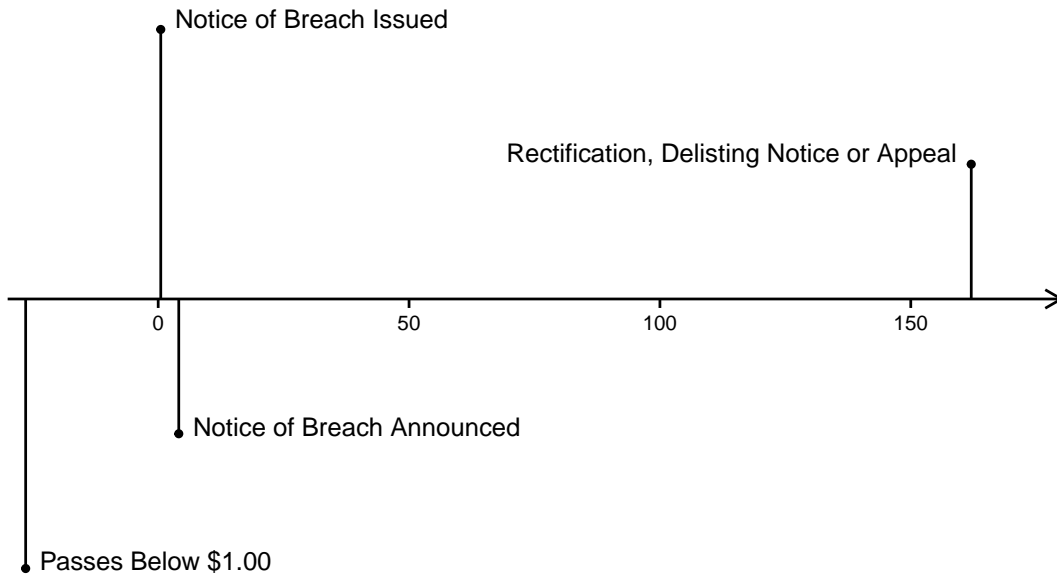 Notice of Breach Issued
Rectification, Delisting Notice or Appeal
0 50 100 150
Notice of Breach Announced
Passes Below $1.00